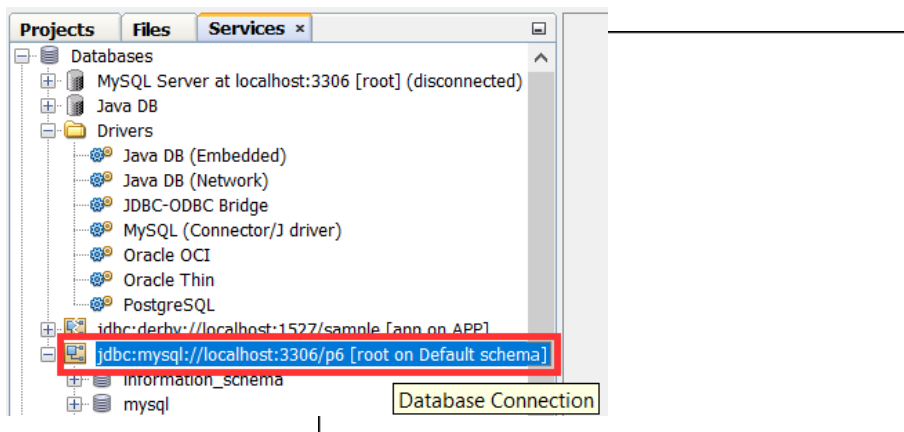 Projects Files Services ×
Databases
MySQL Server at localhost:3306 [root] (disconnected)
Java DB
Drivers
Java DB (Embedded)
Java DB (Network)
JDBC-ODBC Bridge
MySQL (Connector/J driver)
Oracle OCI
Oracle Thin
PostgreSQL
jdbc:derby://localhost:1527/sample [app on APP]
jdbc:mysql://localhost:3306/p6 [root on Default schema]
information_schema
mysql
Database Connection